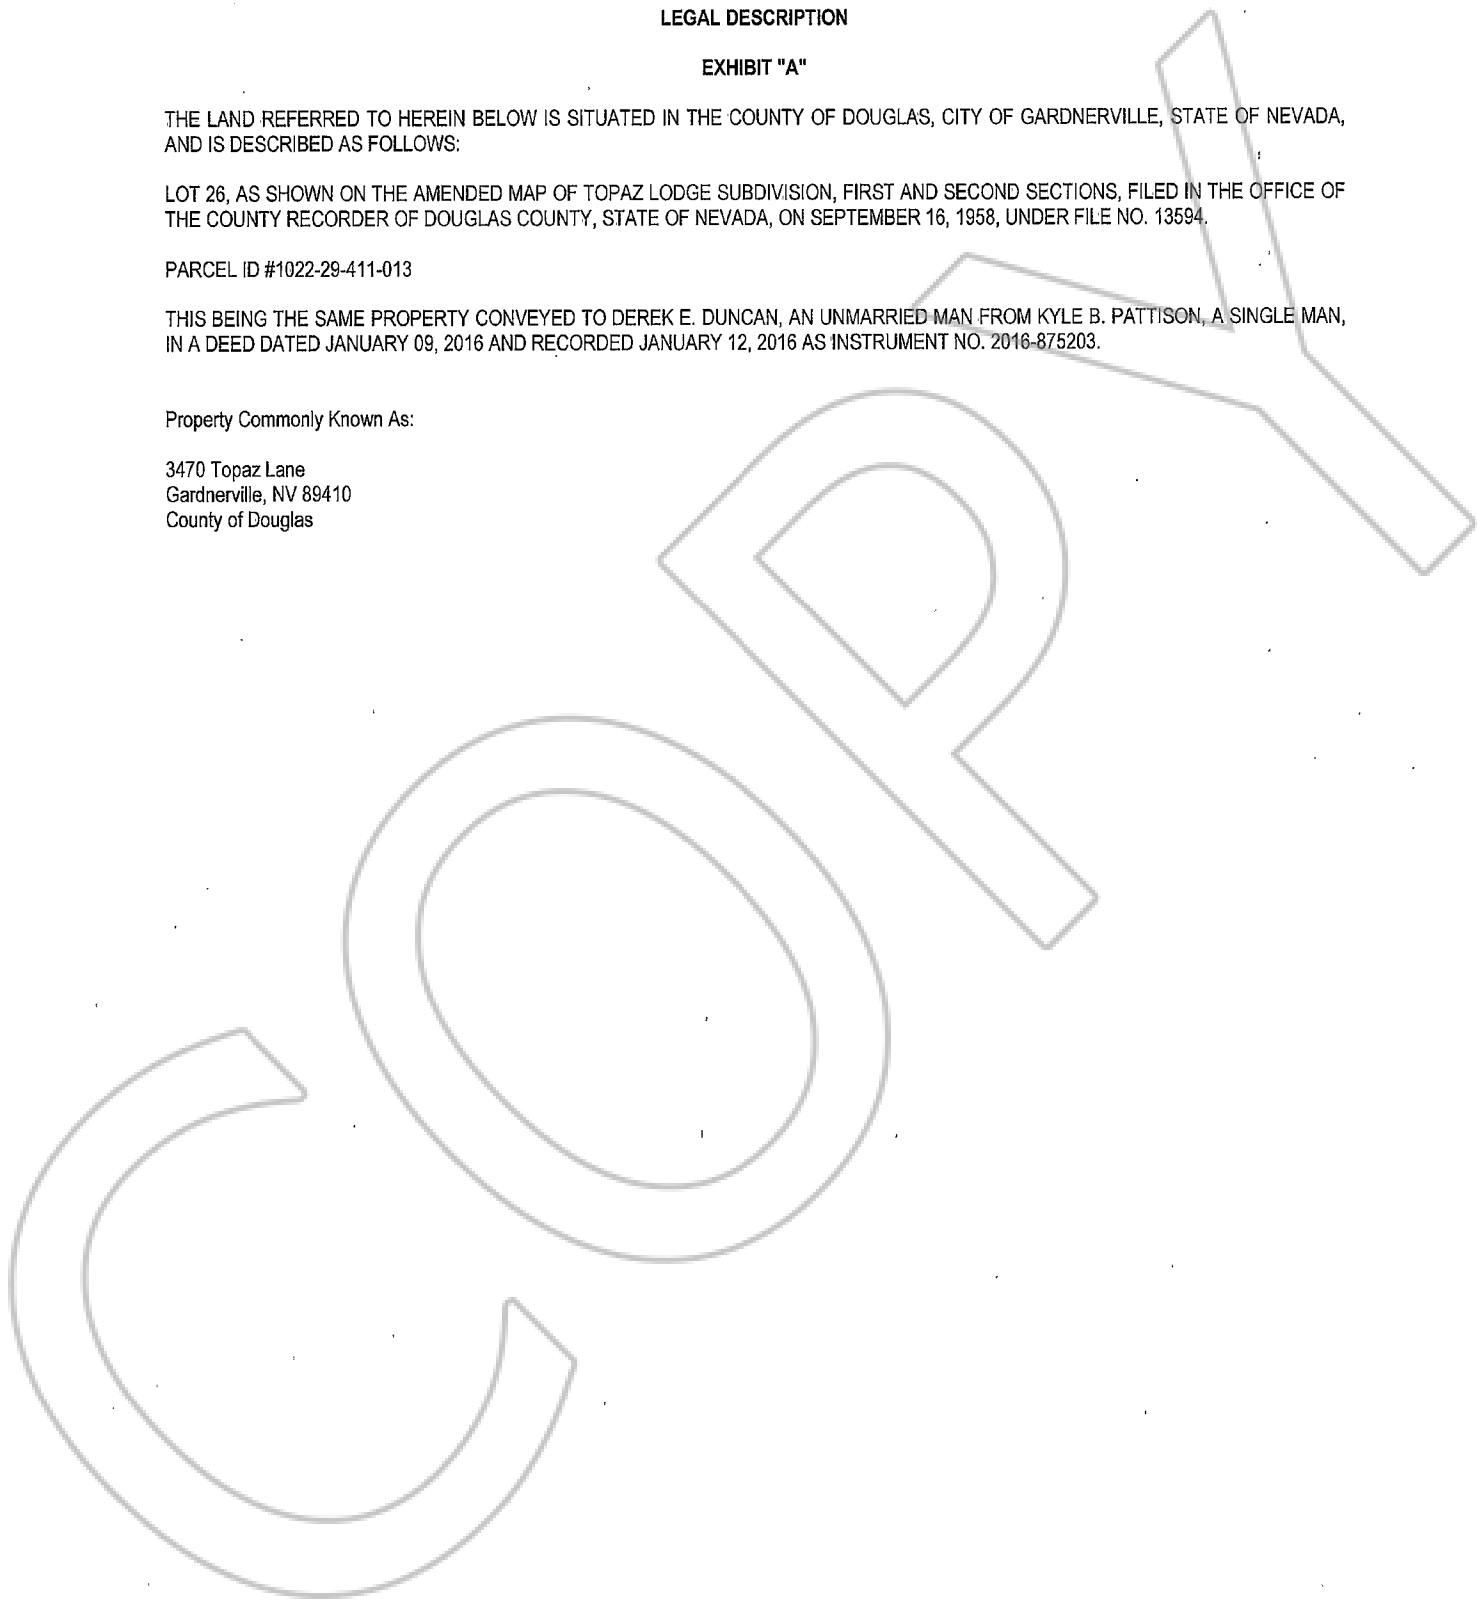 LEGAL DESCRIPTION
EXHIBIT "A"
THE LAND REFERRED TO HEREIN BELOW IS SITUATED IN THE COUNTY OF DOUGLAS, CITY OF GARDNERVILLE, STATE OF NEVADA,
AND IS DESCRIBED AS FOLLOWS:
LOT 26, AS SHOWN ON THE AMENDED MAP OF TOPAZ LODGE SUBDIVISION, FIRST AND SECOND SECTIONS, FILED IN THE OFFICE OF
THE COUNTY RECORDER OF DOUGLAS COUNTY, STATE OF NEVADA, ON SEPTEMBER 16, 1958, UNDER FILE NO. 13594.
PARCEL ID #1022-29-411-013
THIS BEING THE SAME PROPERTY CONVEYED TO DEREK E. DUNCAN, AN UNMARRIED MAN FROM KYLE B. PATTISON, A SINGLE MAN,
IN A DEED DATED JANUARY 09, 2016 AND RECORDED JANUARY 12, 2016 AS INSTRUMENT NO. 2016-875203.
Property Commonly Known As:
3470 Topaz Lane
Gardnerville, NV 89410
County of Douglas
COPY